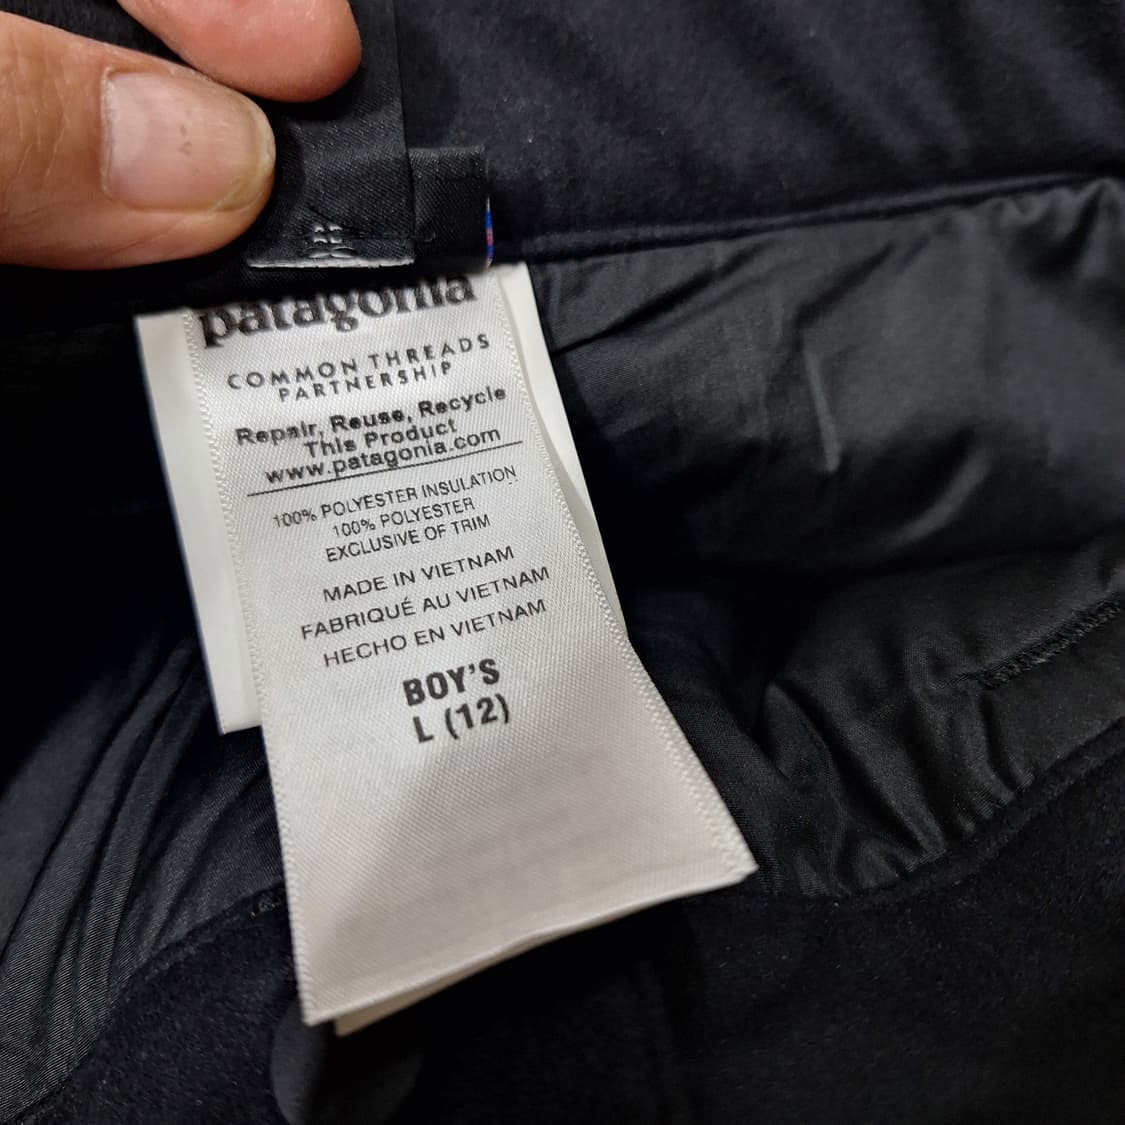 patagonia
COMMON THREADS
PARTNERSHIP
Repair, Reuse, Recycle
This Product
www.patagonia.com
100% POLYESTER INSULATION
100% POLYESTER
EXCLUSIVE OF TRIM
MADE IN VIETNAM
FABRIQUÉ AU VIETNAM
HECHO EN VIETNAM
BOY'S
L (12)